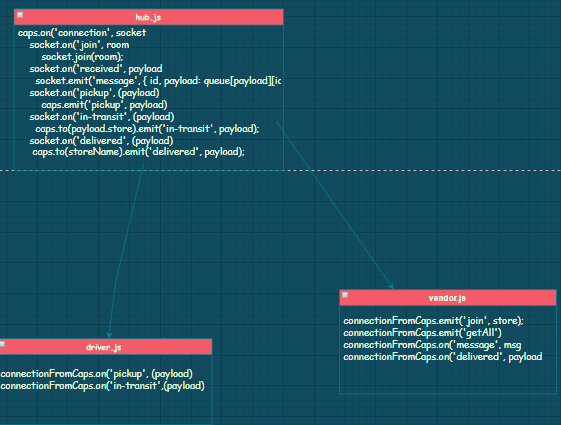 hub.js
caps.on('connection', socket
socket.on('join', room
socket.join(room);
socket.on('received', payload
socket.emit('message', { id, payload: queue[payload][ic
socket.on('pickup', (payload)
caps.emit('pickup', payload)
socket.on('in-transit', (payload)
caps.to(payload.store).emit('in-transit', payload);
socket.on('delivered', (payload)
caps.to(storeName).emit('delivered', payload);
vendor.js
connectionFromCaps.emit('join', store);
connectionFromCaps.emit('getAll')
connectionFromCaps.on('message', msg
connectionFromCaps.on('delivered', payload
driver.js
connectionFromCaps.on('pickup', (payload)
connectionFromCaps.on('in-transit',(payload)